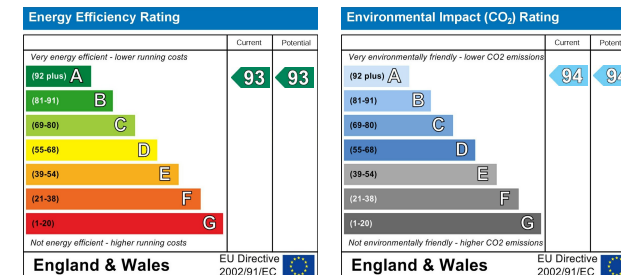 Energy Efficiency Rating
Current Potential
Very energy efficient - lower running costs
(92 plus) A
93 93
(81-91) B
(69-80) C
(55-68) D
(39-54) E
(21-38) F
(1-20) G
Not energy efficient - higher running costs
England & Wales
EU Directive
2002/91/EC
Environmental Impact (CO₂) Rating
Current Potent
Very environmentally friendly - lower CO2 emissions
(92 plus) A
94 94
(81-91) B
(69-80) C
(55-68) D
(39-54) E
(21-38) F
(1-20) G
Not environmentally friendly - higher CO2 emissions
England & Wales
EU Directive
2002/91/EC